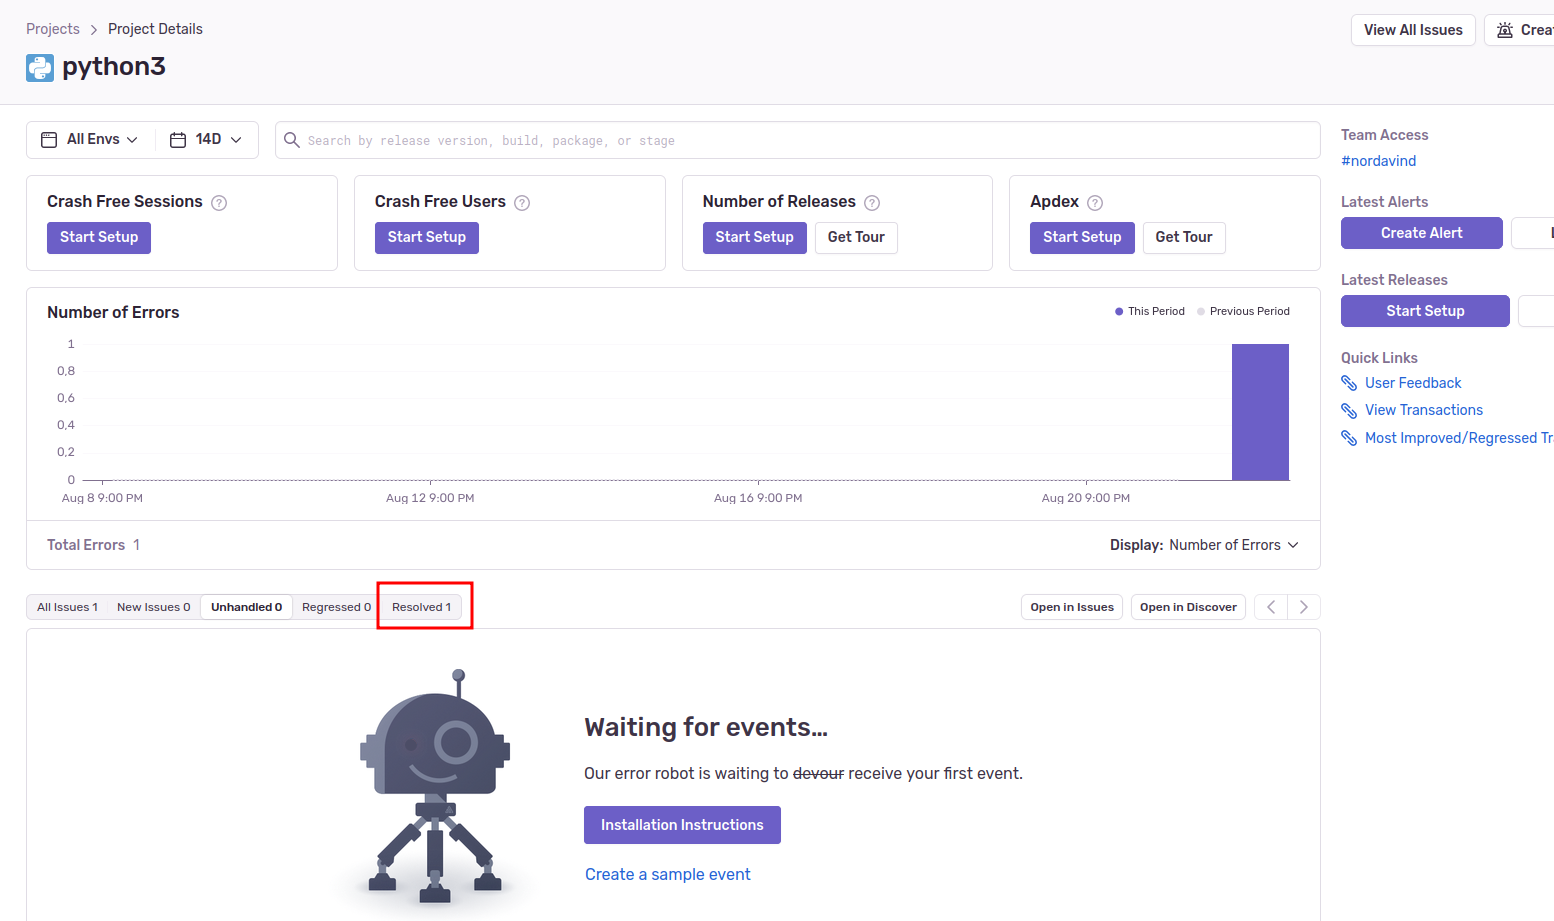 Projects > Project Details
python3
View All Issues
Crea
All Envs
14D
Search by release version, build, package, or stage
Crash Free Sessions ?
Start Setup
Crash Free Users ?
Start Setup
Number of Releases ?
Start Setup Get Tour
Apdex ?
Start Setup Get Tour
Number of Errors
This Period Previous Period
1
0,8
0,6
0,4
0,2
0
Aug 8 9:00 PM Aug 12 9:00 PM Aug 16 9:00 PM Aug 20 9:00 PM
Total Errors 1
Display: Number of Errors
All Issues 1 New Issues 0 Unhandled 0 Regressed 0 Resolved 1
Open in Issues Open in Discover
Waiting for events...
Our error robot is waiting to devour receive your first event.
Installation Instructions
Create a sample event
Team Access
#nordavind
Latest Alerts
Create Alert
Latest Releases
Start Setup
Quick Links
User Feedback
View Transactions
Most Improved/Regressed Tr